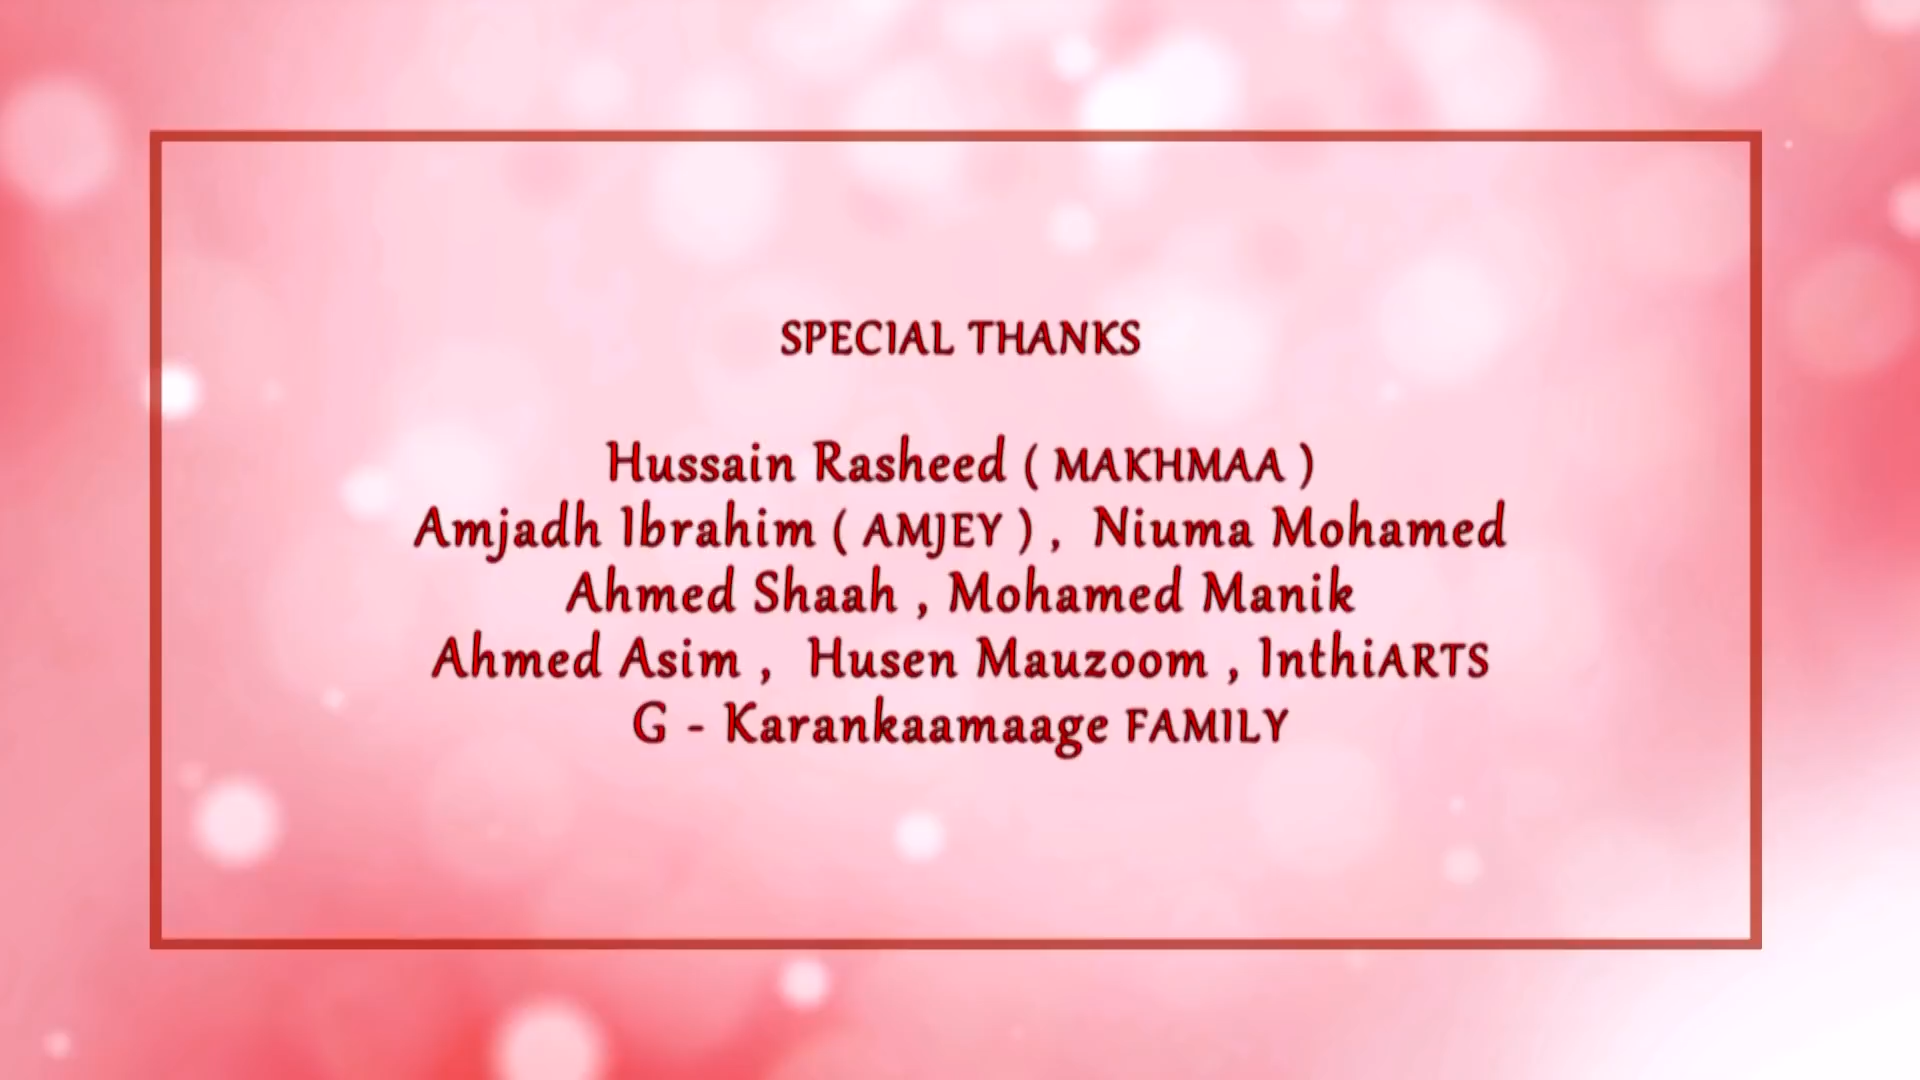 SPECIAL THANKS
Hussain Rasheed ( MAKHMAA )
Amjadh Ibrahim ( AMJEY ) , Niuma Mohamed
Ahmed Shaah , Mohamed Manik
Ahmed Asim , Husen Mauzoom , InthiARTS
G - Karankaamaage FAMILY